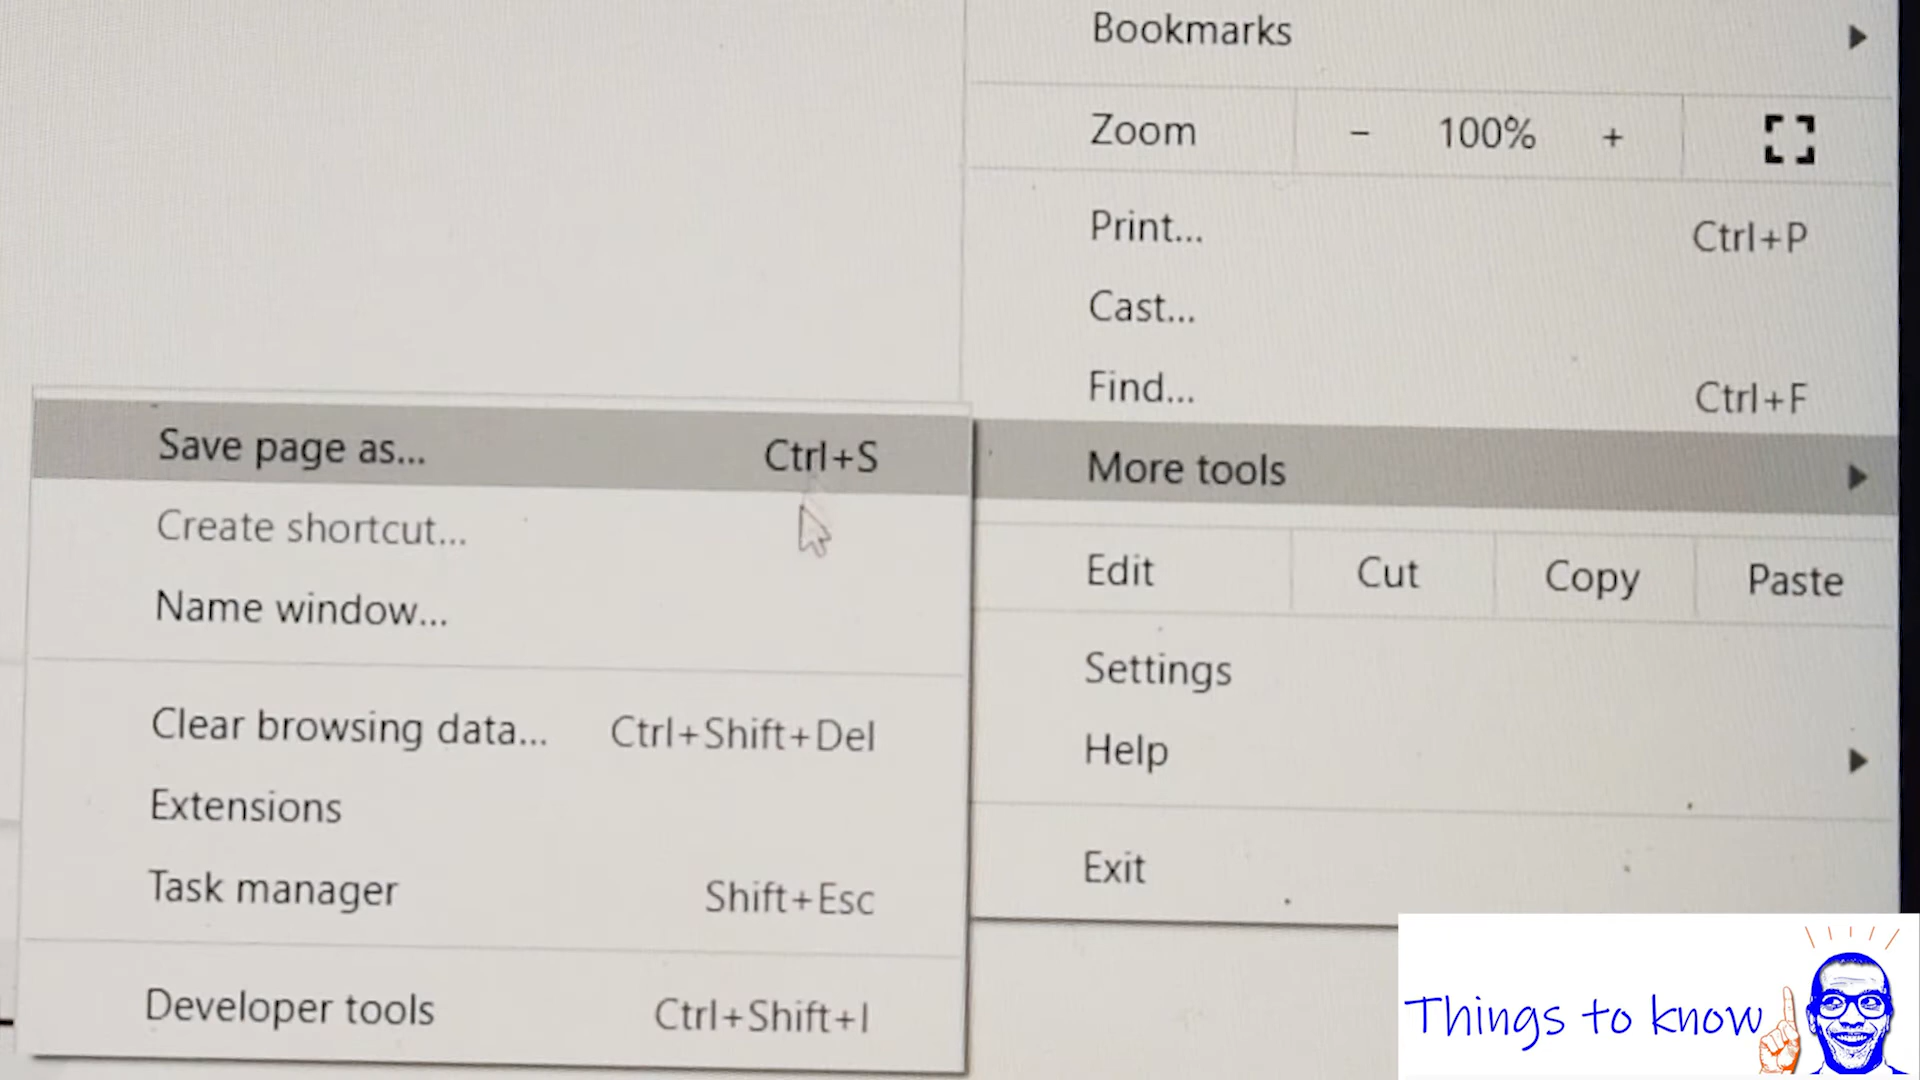 Bookmarks
Zoom - 100% +
Print... Ctrl+P
Cast...
Find... Ctrl+F
More tools
Edit Cut Copy Paste
Settings
Help
Exit
Save page as... Ctrl+S
Create shortcut...
Name window...
Clear browsing data... Ctrl+Shift+Del
Extensions
Task manager Shift+Esc
Developer tools Ctrl+Shift+I
Things to know